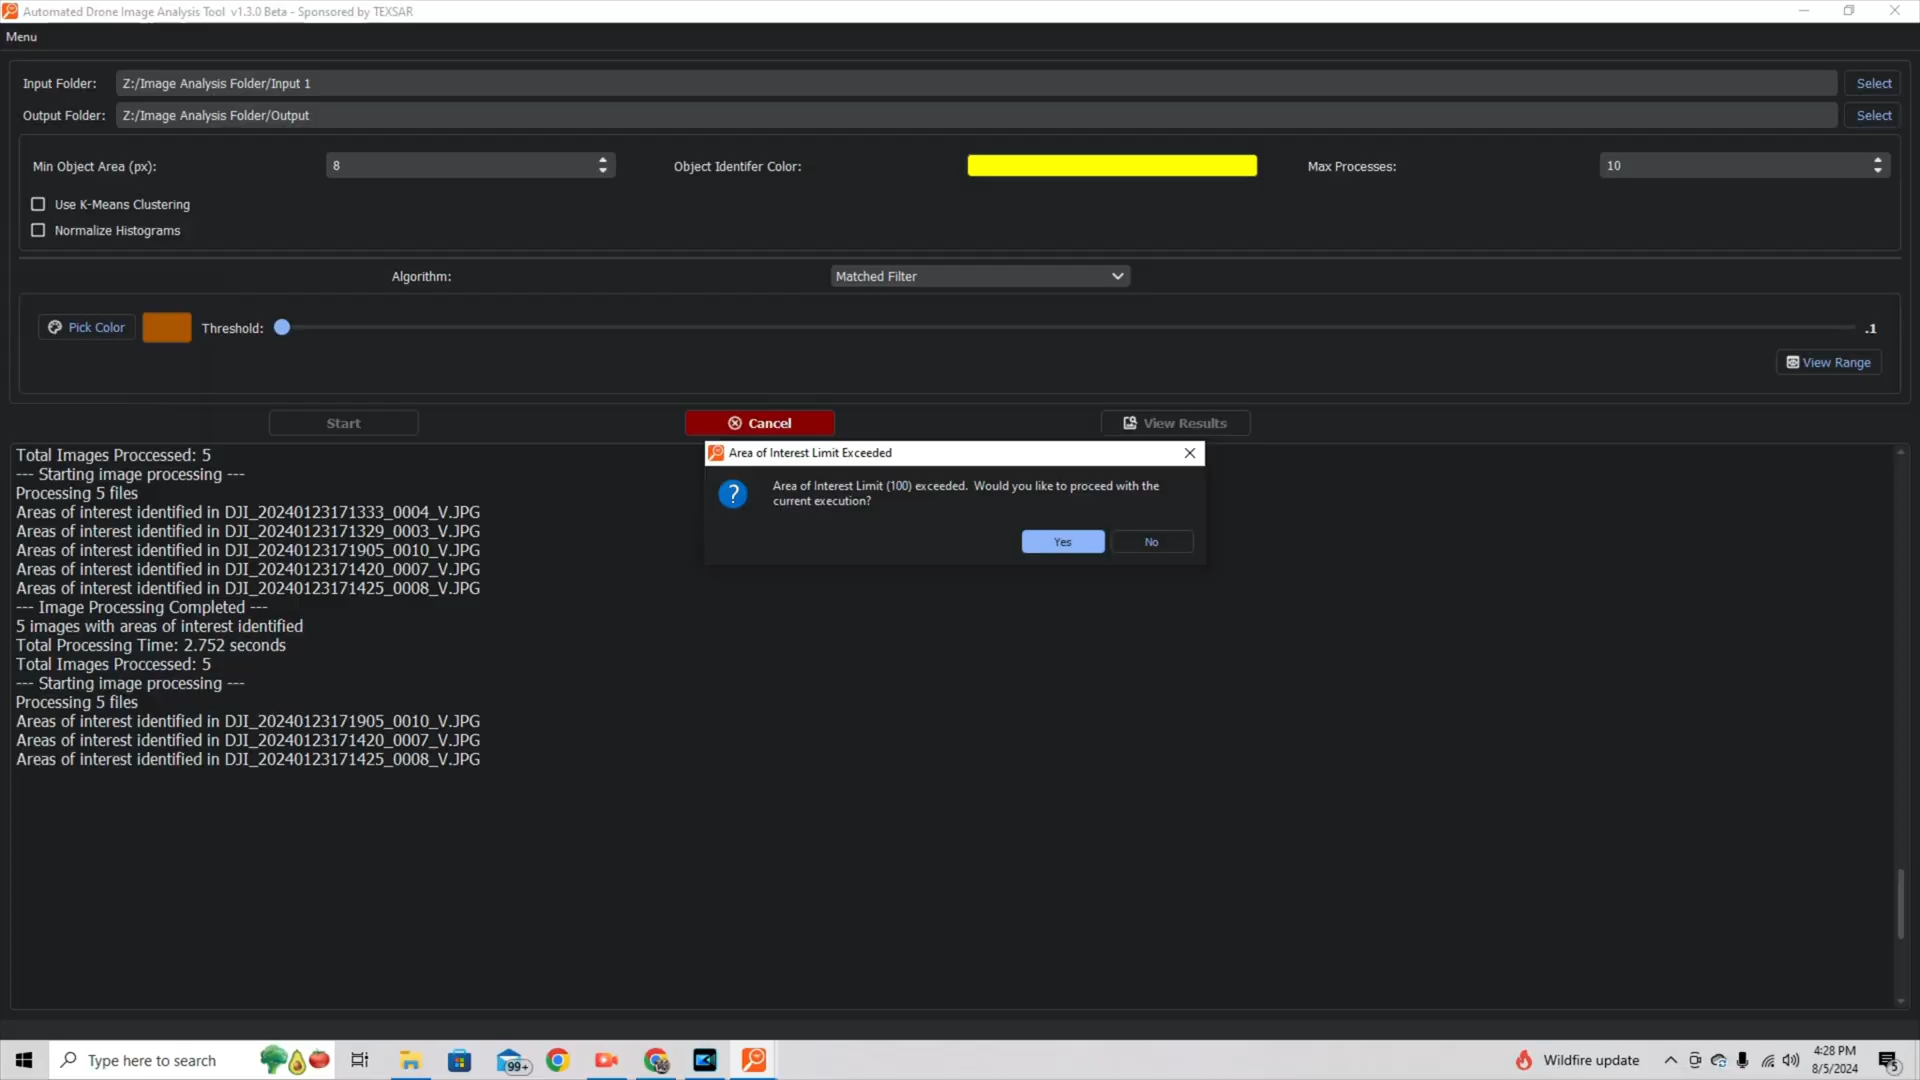 Automated Drone Image Analysis Tool v1.3.0 Beta - Sponsored by TEXSAR
Menu
Input Folder: Z:/Image Analysis Folder/Input 1 Select
Output Folder: Z:/Image Analysis Folder/Output Select
Min Object Area (px): 8 Object Identifer Color: Max Processes: 10
Use K-Means Clustering
Normalize Histograms
Algorithm: Matched Filter
Pick Color Threshold: .1
View Range
Start Cancel View Results
Total Images Proccessed: 5
--- Starting image processing ---
Processing 5 files
Areas of interest identified in DJI_20240123171333_0004_V.JPG
Areas of interest identified in DJI_20240123171329_0003_V.JPG
Areas of interest identified in DJI_20240123171905_0010_V.JPG
Areas of interest identified in DJI_20240123171420_0007_V.JPG
Areas of interest identified in DJI_20240123171425_0008_V.JPG
--- Image Processing Completed ---
5 images with areas of interest identified
Total Processing Time: 2.752 seconds
Total Images Proccessed: 5
--- Starting image processing ---
Processing 5 files
Areas of interest identified in DJI_20240123171905_0010_V.JPG
Areas of interest identified in DJI_20240123171420_0007_V.JPG
Areas of interest identified in DJI_20240123171425_0008_V.JPG
Area of Interest Limit Exceeded
Area of Interest Limit (100) exceeded. Would you like to proceed with the
current execution?
Yes No
Type here to search 99+ Wildfire update 4:28 PM
8/5/2024 5